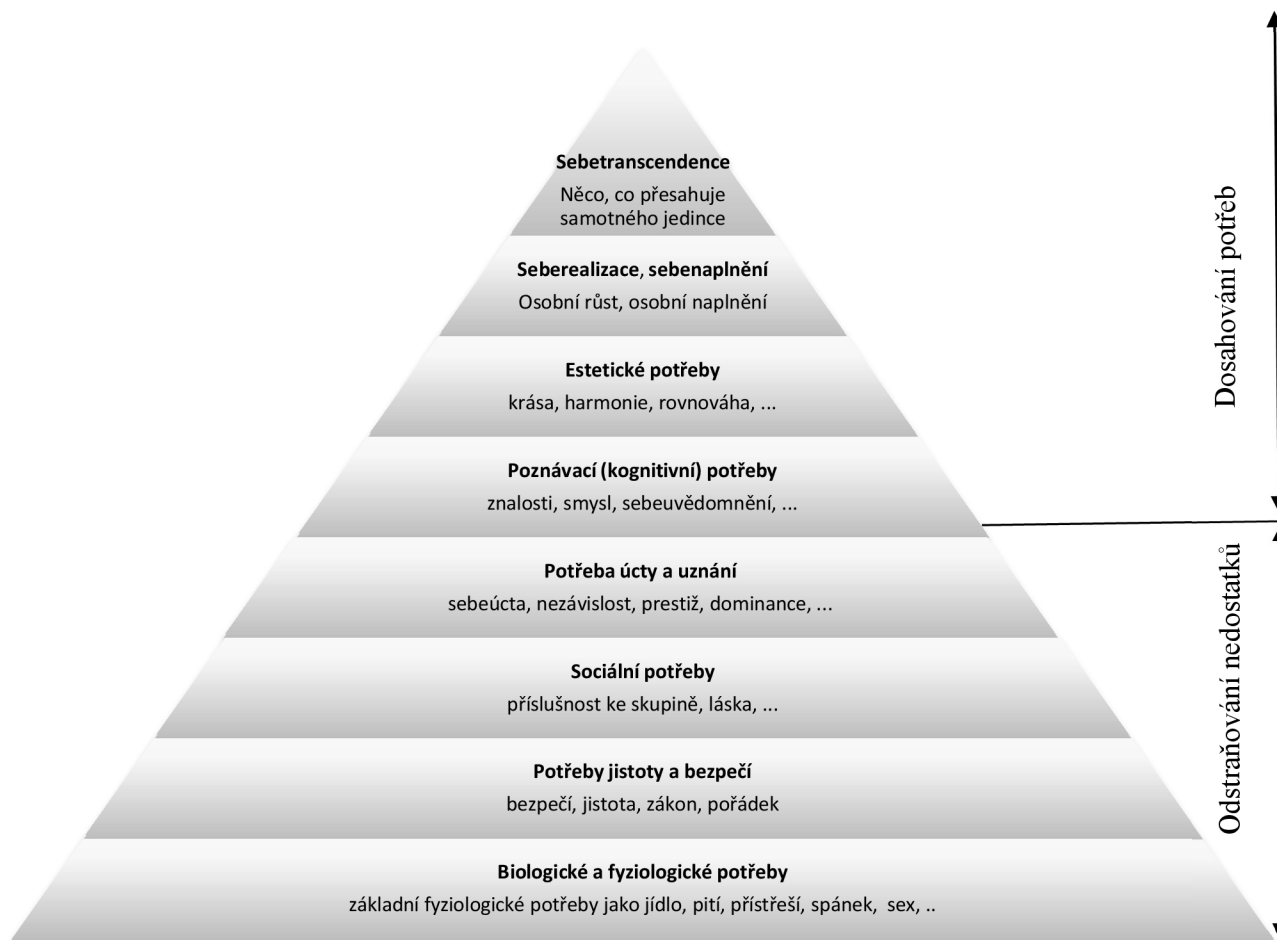 Sebetranscendence
Něco, co přesahuje
samotného jedince
Seberealizace, sebenaplnění
Osobní růst, osobní naplnění
Estetické potřeby
krása, harmonie, rovnováha, ...
Poznávací (kognitivní) potřeby
znalosti, smysl, sebeuvědomnění, ...
Potřeba úcty a uznání
sebeúcta, nezávislost, prestiž, dominance, ...
Sociální potřeby
příslušnost ke skupině, láska, ...
Potřeby jistoty a bezpečí
bezpečí, jistota, zákon, pořádek
Biologické a fyziologické potřeby
základní fyziologické potřeby jako jídlo, pití, přístřeší, spánek,  sex, ..
Dosahování potřeb
Odstraňování nedostatků